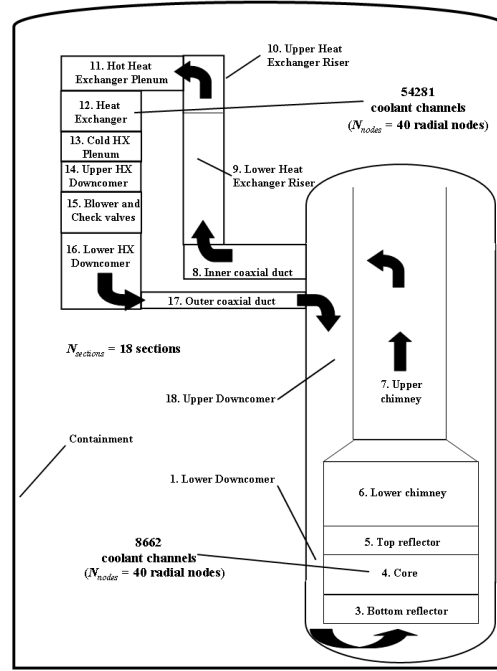 10. Upper Heat
Exchanger Riser
11. Hot Heat
Exchanger Plenum
54281
coolant channels
(Nnodes = 40 radial nodes)
12. Heat
Exchanger
13. Cold HX
Plenum
14. Upper HX
Downcomer
9. Lower Heat
Exchanger Riser
15. Blower and
Check valves
16. Lower HX
Downcomer
8. Inner coaxial duct
17. Outer coaxial duct
Nsections = 18 sections
7. Upper
chimney
18. Upper Downcomer
Containment
1. Lower Downcomer
6. Lower chimney
5. Top reflector
8662
coolant channels
(Nnodes = 40 radial nodes)
4. Core
3. Bottom reflector